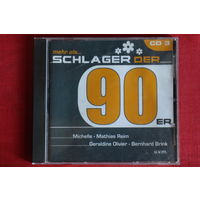 mehr als...
CD 3
SCHLAGER DER
90
ER
Michelle - Mathias Reim
Geraldine Olivier - Bernhard Brink
u.v.m.